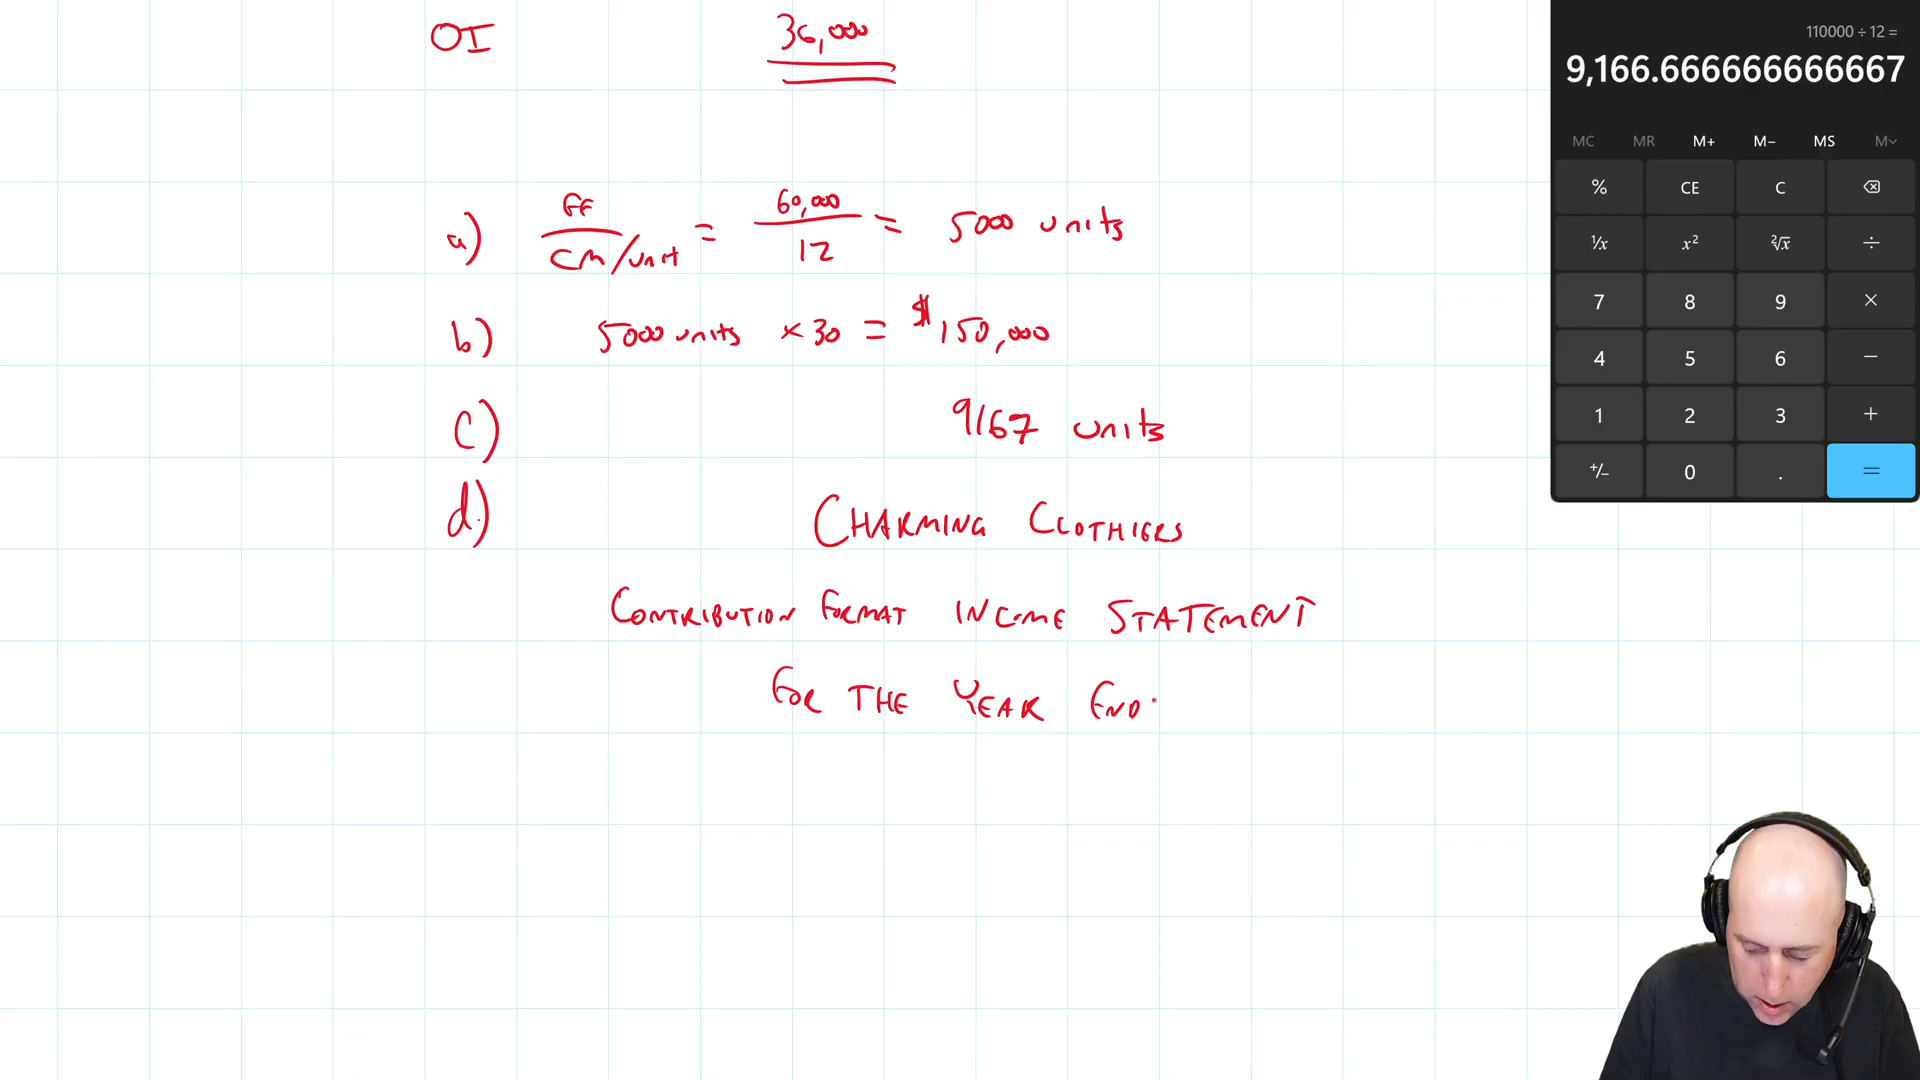 OI 36,000
a) FF / CM/unit = 60,000 / 12 = 5000 units
b) 5000 units × 30 = $150,000
c) 9167 units
d) CHARMING CLOTHIERS
CONTRIBUTION FORMAT INCOME STATEMENT
FOR THE YEAR END
110000 ÷ 12 =
9,166.666666666667
MC MR M+ M− MS M˅
% CE C ⌫
¹/x x² ²√x ÷
7 8 9 ×
4 5 6 −
1 2 3 +
+/− 0 . =